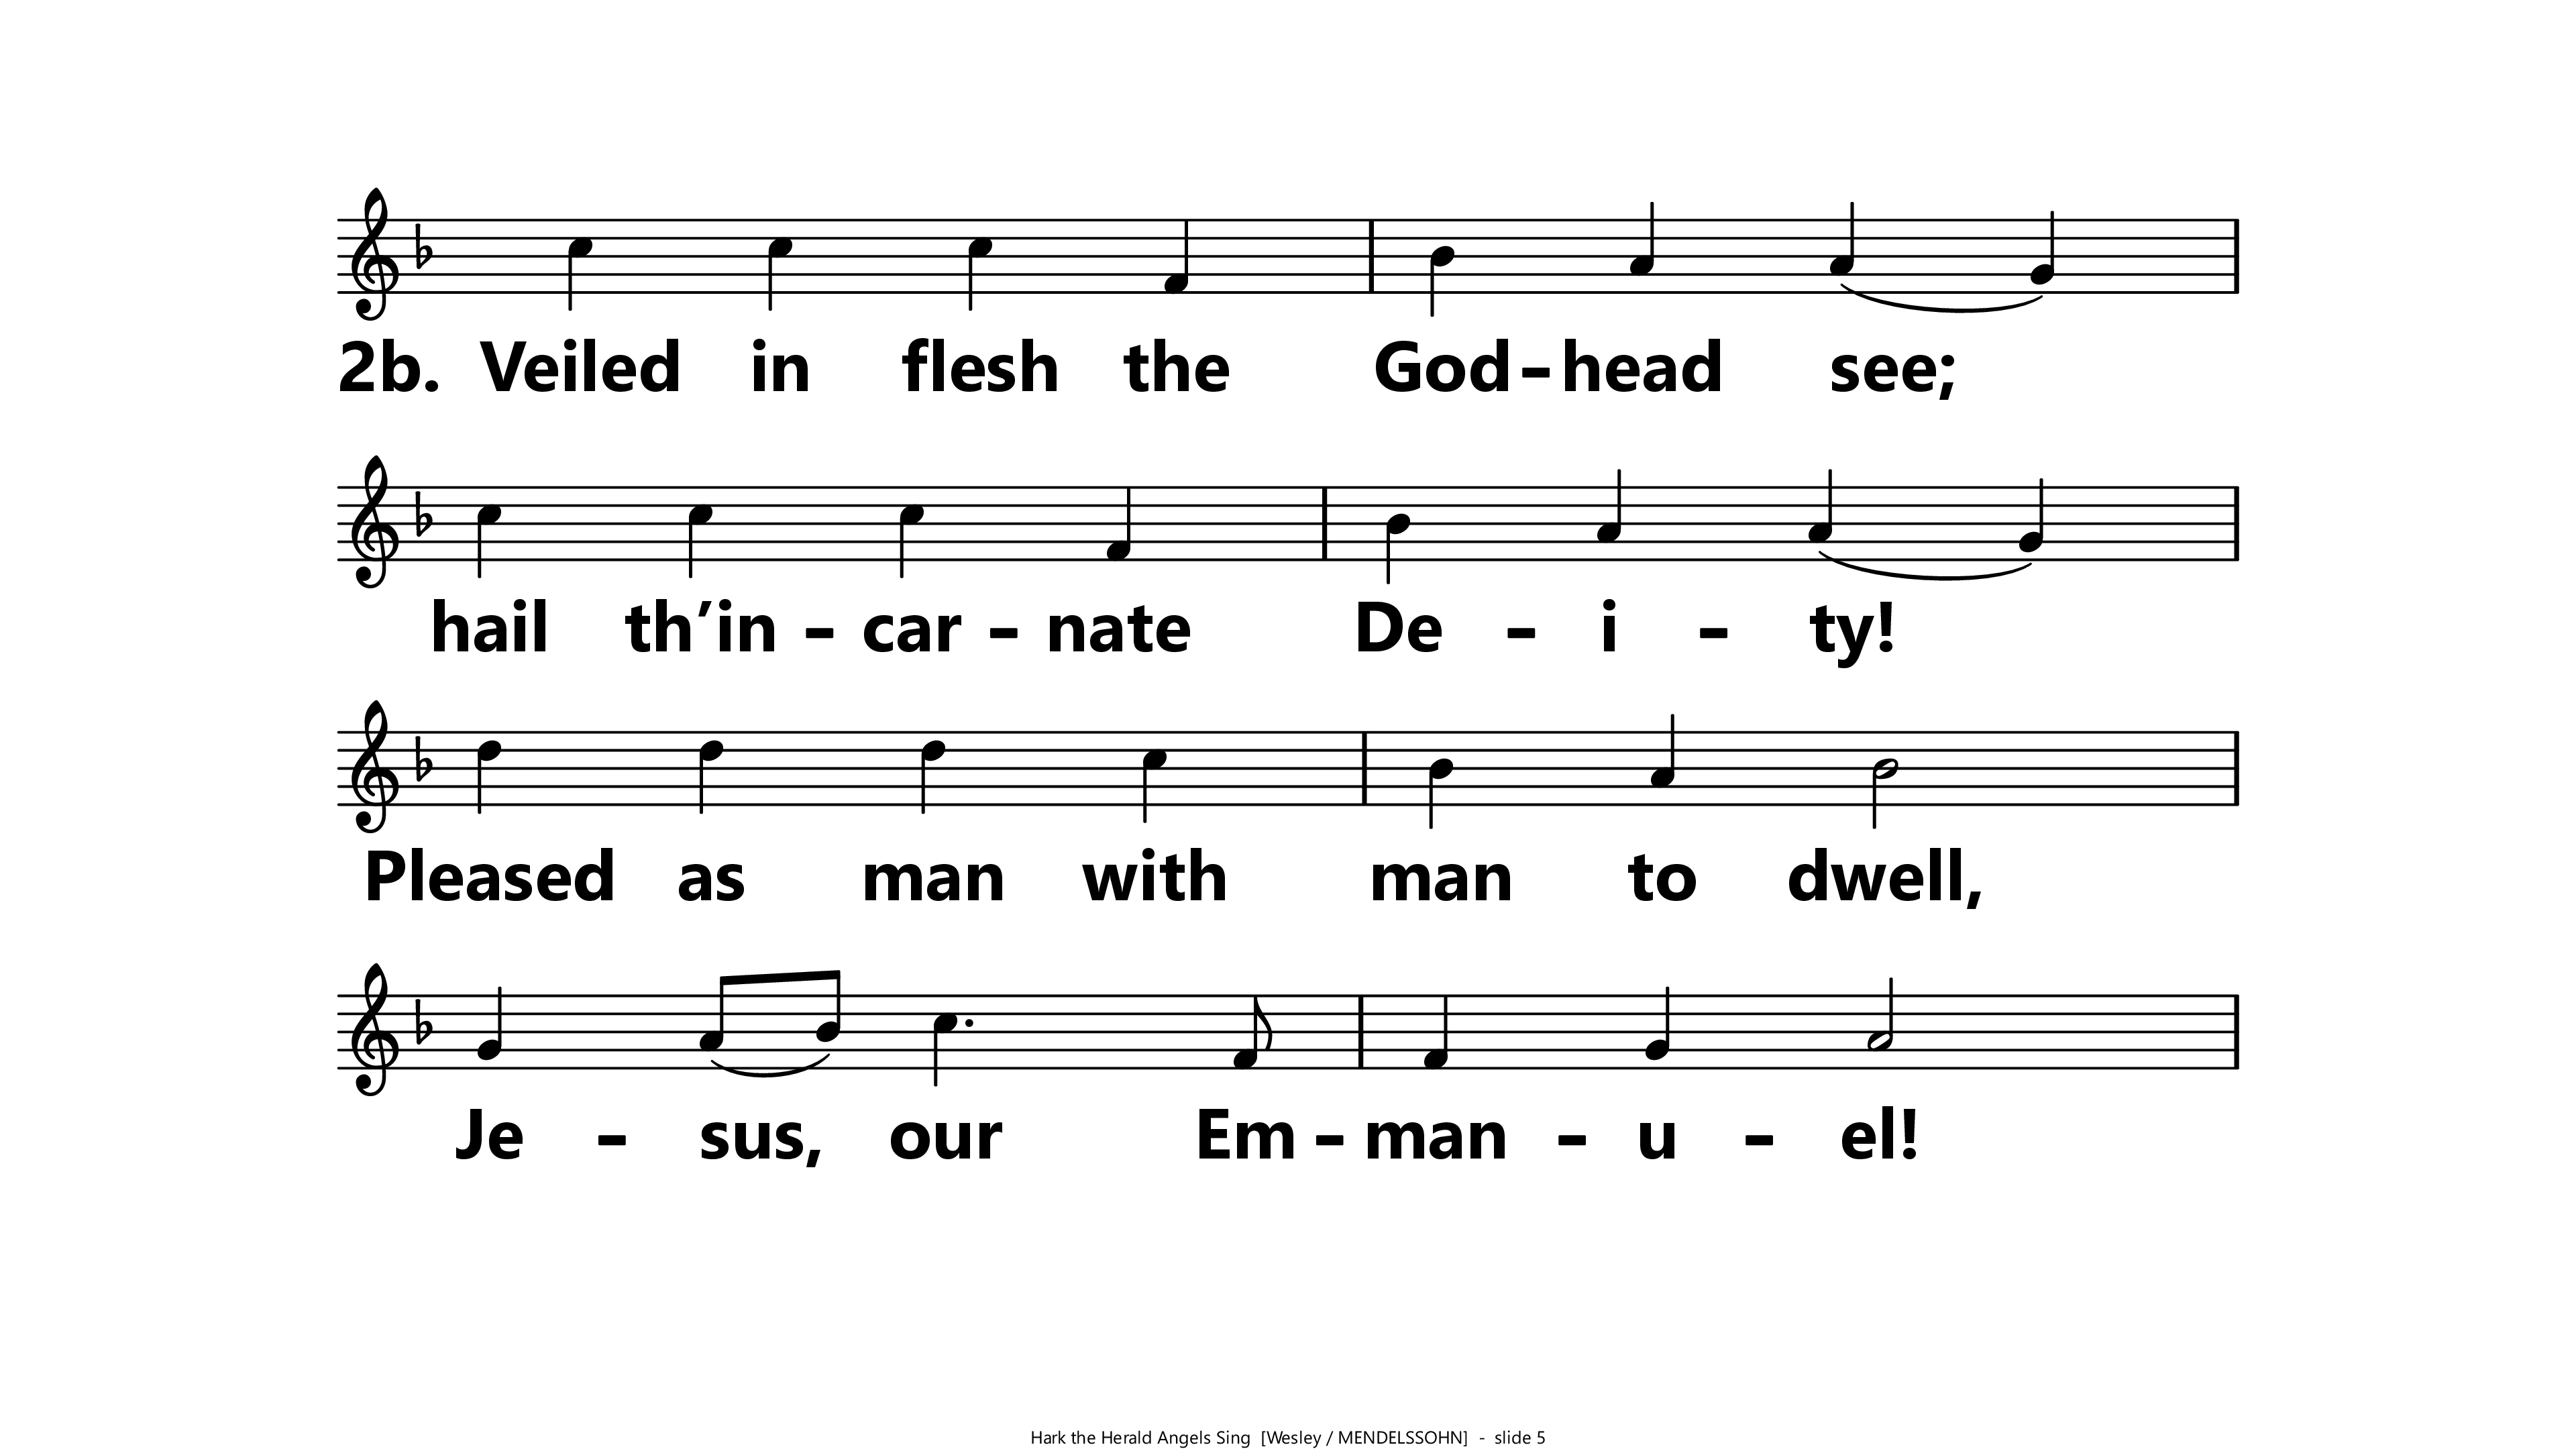 2b. Veiled in flesh the God-head see;
hail th’in - car - nate De - i - ty!
Pleased as man with man to dwell,
Je - sus, our Em - man - u - el!
Hark the Herald Angels Sing [Wesley / MENDELSSOHN] - slide 5